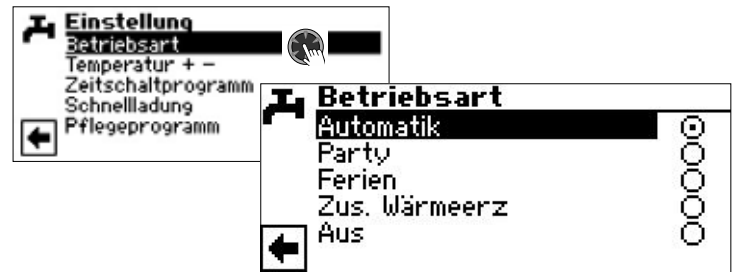 Einstellung
Betriebsart
Temperatur + -
Zeitschaltprogramm
Schnellladung
Pflegeprogramm
Betriebsart
Automatik
Party
Ferien
Zus. Wärmeerz
Aus